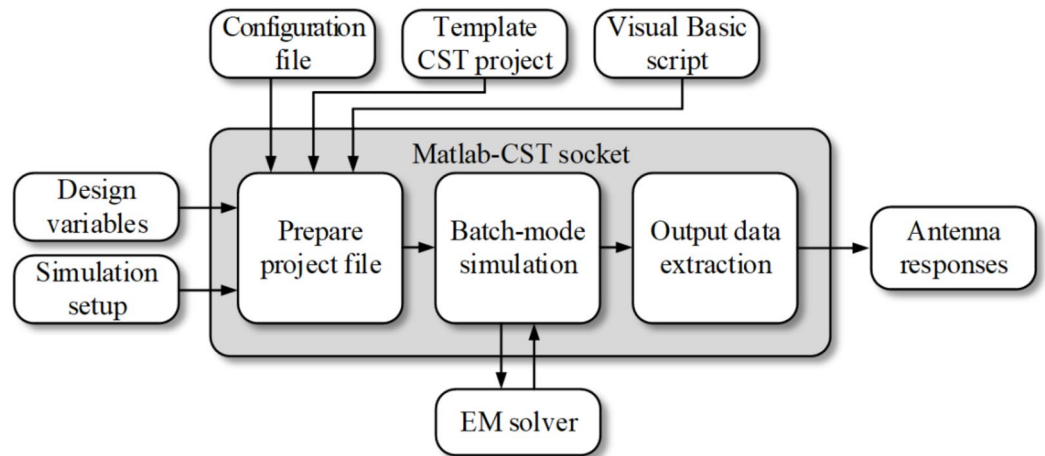 Configuration
file
Template
CST project
Visual Basic
script
Matlab-CST socket
Design
variables
Simulation
setup
Prepare
project file
Batch-mode
simulation
Output data
extraction
Antenna
responses
EM solver